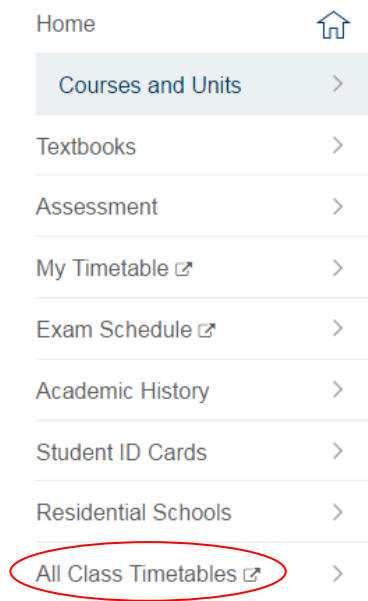 Home
Courses and Units
Textbooks
Assessment
My Timetable
Exam Schedule
Academic History
Student ID Cards
Residential Schools
All Class Timetables